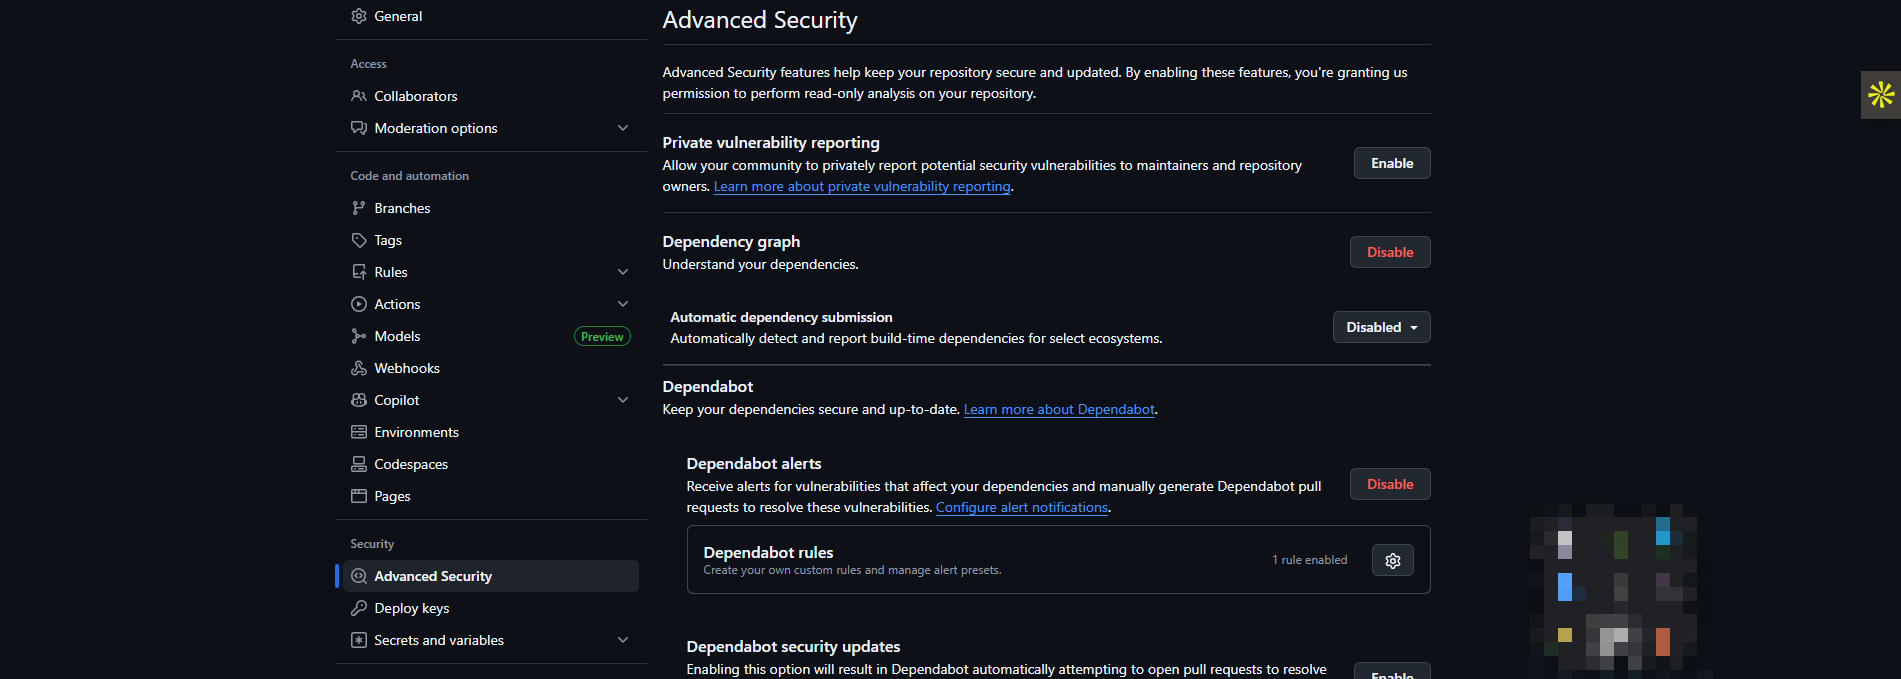 General
Access
Collaborators
Moderation options
Code and automation
Branches
Tags
Rules
Actions
Models
Preview
Webhooks
Copilot
Environments
Codespaces
Pages
Security
Advanced Security
Deploy keys
Secrets and variables
Advanced Security
Advanced Security features help keep your repository secure and updated. By enabling these features, you're granting us
permission to perform read-only analysis on your repository.
Private vulnerability reporting
Allow your community to privately report potential security vulnerabilities to maintainers and repository
owners. Learn more about private vulnerability reporting.
Enable
Dependency graph
Understand your dependencies.
Disable
Automatic dependency submission
Automatically detect and report build-time dependencies for select ecosystems.
Disabled
Dependabot
Keep your dependencies secure and up-to-date. Learn more about Dependabot.
Dependabot alerts
Receive alerts for vulnerabilities that affect your dependencies and manually generate Dependabot pull
requests to resolve these vulnerabilities. Configure alert notifications.
Disable
Dependabot rules
Create your own custom rules and manage alert presets.
1 rule enabled
Dependabot security updates
Enabling this option will result in Dependabot automatically attempting to open pull requests to resolve
Enable